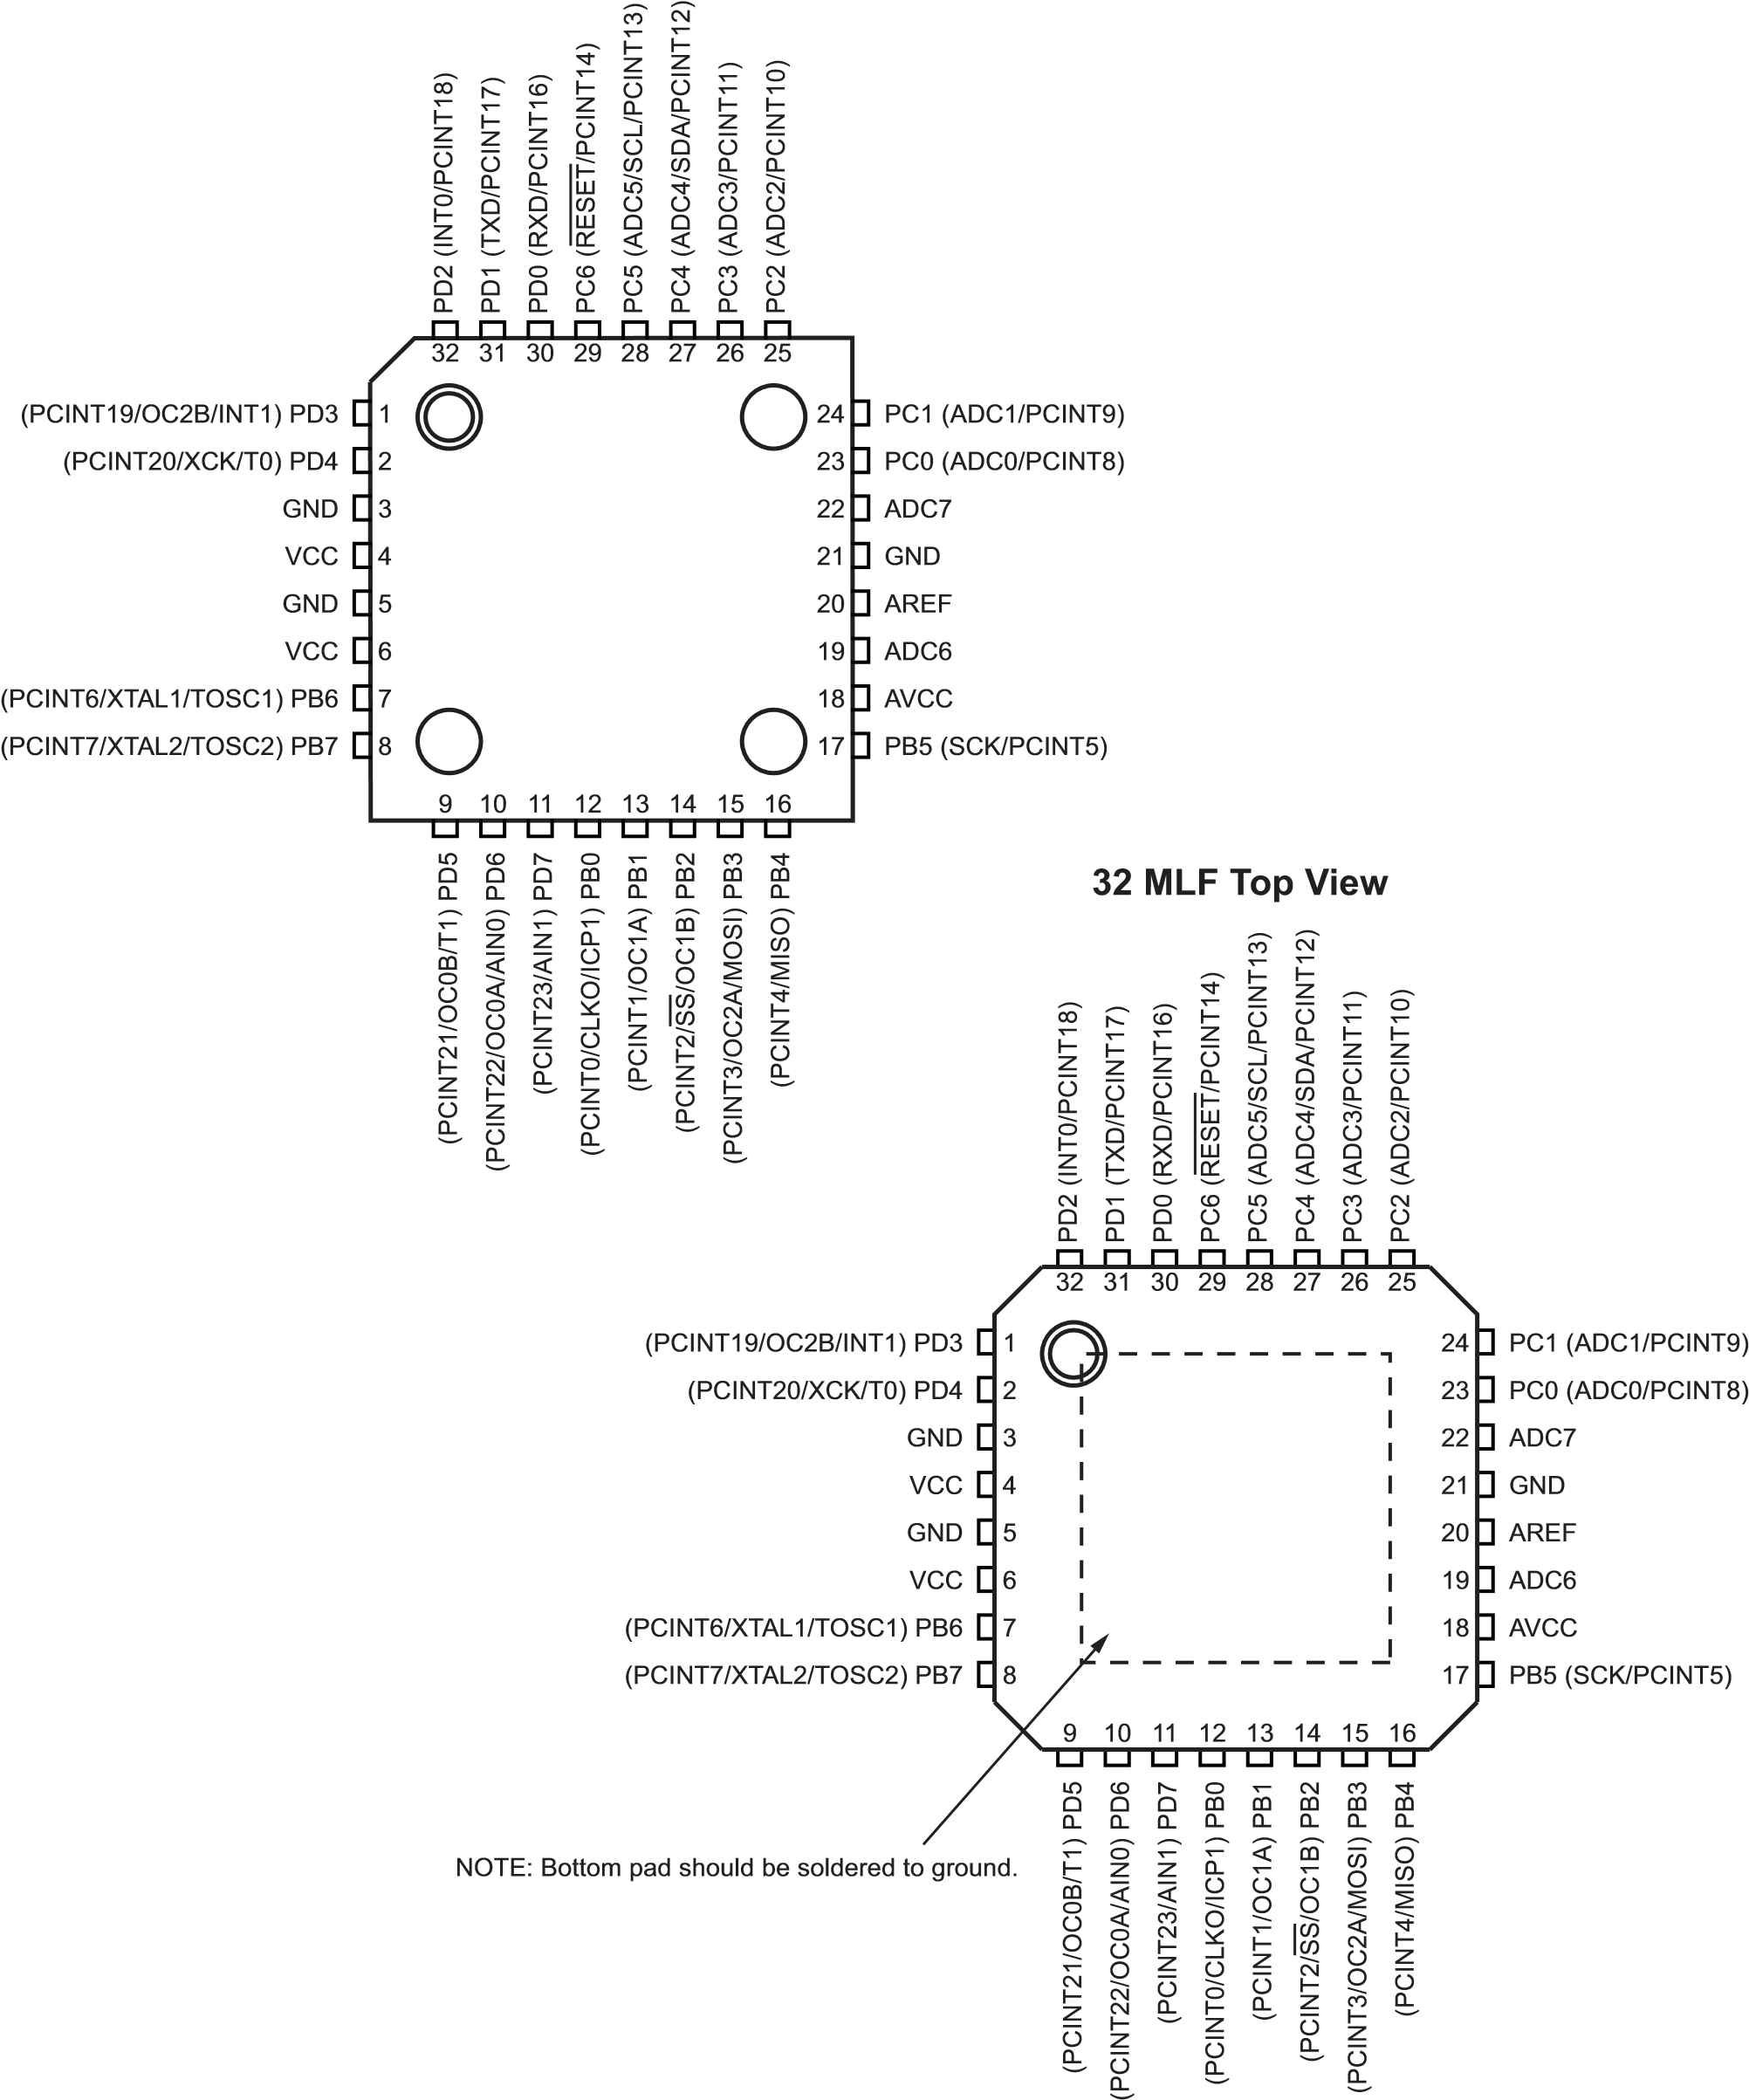 PD2 (INT0/PCINT18)
PD1 (TXD/PCINT17)
PD0 (RXD/PCINT16)
PC6 (RESET/PCINT14)
PC5 (ADC5/SCL/PCINT13)
PC4 (ADC4/SDA/PCINT12)
PC3 (ADC3/PCINT11)
PC2 (ADC2/PCINT10)
32 31 30 29 28 27 26 25
(PCINT19/OC2B/INT1) PD3 1
24 PC1 (ADC1/PCINT9)
(PCINT20/XCK/T0) PD4 2
23 PC0 (ADC0/PCINT8)
GND 3
22 ADC7
VCC 4
21 GND
GND 5
20 AREF
VCC 6
19 ADC6
(PCINT6/XTAL1/TOSC1) PB6 7
18 AVCC
(PCINT7/XTAL2/TOSC2) PB7 8
17 PB5 (SCK/PCINT5)
9 10 11 12 13 14 15 16
(PCINT21/OC0B/T1) PD5
(PCINT22/OC0A/AIN0) PD6
(PCINT23/AIN1) PD7
(PCINT0/CLKO/ICP1) PB0
(PCINT1/OC1A) PB1
(PCINT2/SS/OC1B) PB2
(PCINT3/OC2A/MOSI) PB3
(PCINT4/MISO) PB4
32 MLF Top View
PD2 (INT0/PCINT18)
PD1 (TXD/PCINT17)
PD0 (RXD/PCINT16)
PC6 (RESET/PCINT14)
PC5 (ADC5/SCL/PCINT13)
PC4 (ADC4/SDA/PCINT12)
PC3 (ADC3/PCINT11)
PC2 (ADC2/PCINT10)
32 31 30 29 28 27 26 25
(PCINT19/OC2B/INT1) PD3 1
24 PC1 (ADC1/PCINT9)
(PCINT20/XCK/T0) PD4 2
23 PC0 (ADC0/PCINT8)
GND 3
22 ADC7
VCC 4
21 GND
GND 5
20 AREF
VCC 6
19 ADC6
(PCINT6/XTAL1/TOSC1) PB6 7
18 AVCC
(PCINT7/XTAL2/TOSC2) PB7 8
17 PB5 (SCK/PCINT5)
9 10 11 12 13 14 15 16
(PCINT21/OC0B/T1) PD5
(PCINT22/OC0A/AIN0) PD6
(PCINT23/AIN1) PD7
(PCINT0/CLKO/ICP1) PB0
(PCINT1/OC1A) PB1
(PCINT2/SS/OC1B) PB2
(PCINT3/OC2A/MOSI) PB3
(PCINT4/MISO) PB4
NOTE: Bottom pad should be soldered to ground.